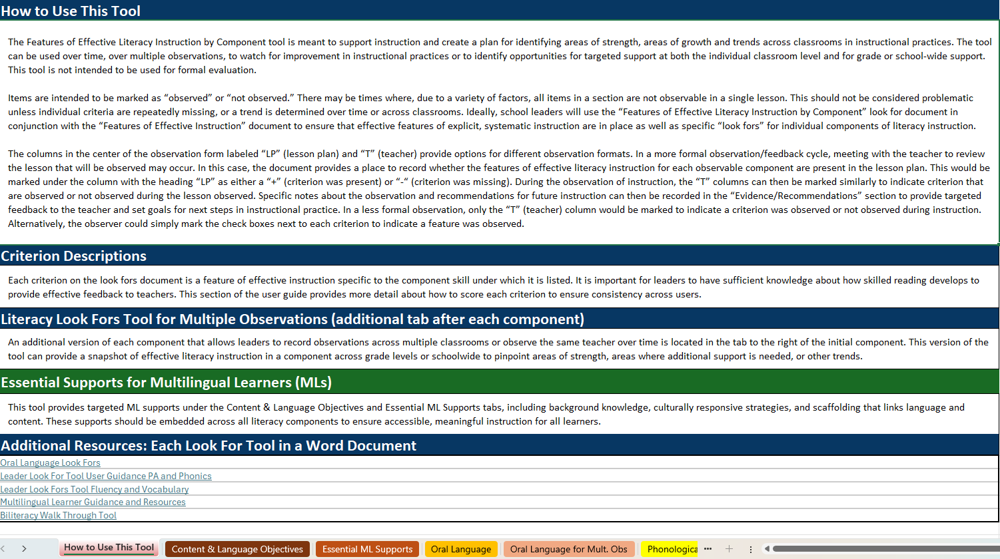 How to Use This Tool
The Features of Effective Literacy Instruction by Component tool is meant to support instruction and create a plan for identifying areas of strength, areas of growth and trends across classrooms in instructional practices. The tool
can be used over time, over multiple observations, to watch for improvement in instructional practices or to identify opportunities for targeted support at both the individual classroom level and for grade or school-wide support.
This tool is not intended to be used for formal evaluation.
Items are intended to be marked as “observed” or “not observed.” There may be times where, due to a variety of factors, all items in a section are not observable in a single lesson. This should not be considered problematic
unless individual criteria are repeatedly missing, or a trend is determined over time or across classrooms. Ideally, school leaders will use the “Features of Effective Literacy Instruction by Component” look for document in
conjunction with the “Features of Effective Instruction” document to ensure that effective features of explicit, systematic instruction are in place as well as specific “look fors” for individual components of literacy instruction.
The columns in the center of the observation form labeled “LP” (lesson plan) and “T” (teacher) provide options for different observation formats. In a more formal observation/feedback cycle, meeting with the teacher to review
the lesson that will be observed may occur. In this case, the document provides a place to record whether the features of effective literacy instruction for each observable component are present in the lesson plan. This would be
marked under the column with the heading “LP” as either a “+” (criterion was present) or “-“ (criterion was missing). During the observation of instruction, the “T” columns can then be marked similarly to indicate criterion that
are observed or not observed during the lesson observed. Specific notes about the observation and recommendations for future instruction can then be recorded in the “Evidence/Recommendations” section to provide targeted
feedback to the teacher and set goals for next steps in instructional practice. In a less formal observation, only the “T” (teacher) column would be marked to indicate a criterion was observed or not observed during instruction.
Alternatively, the observer could simply mark the check boxes next to each criterion to indicate a feature was observed.
Criterion Descriptions
Each criterion on the look fors document is a feature of effective instruction specific to the component skill under which it is listed. It is important for leaders to have sufficient knowledge about how skilled reading develops to
provide effective feedback to teachers. This section of the user guide provides more detail about how to score each criterion to ensure consistency across users.
Literacy Look Fors Tool for Multiple Observations (additional tab after each component)
An additional version of each component that allows leaders to record observations across multiple classrooms or observe the same teacher over time is located in the tab to the right of the initial component. This version of the
tool can provide a snapshot of effective literacy instruction in a component across grade levels or schoolwide to pinpoint areas of strength, areas where additional support is needed, or other trends.
Essential Supports for Multilingual Learners (MLs)
This tool provides targeted ML supports under the Content & Language Objectives and Essential ML Supports tabs, including background knowledge, culturally responsive strategies, and scaffolding that links language and
content. These supports should be embedded across all literacy components to ensure accessible, meaningful instruction for all learners.
Additional Resources: Each Look For Tool in a Word Document
Oral Language Look Fors
Leader Look For Tool User Guidance PA and Phonics
Leader Look Fors Tool Fluency and Vocabulary
Multilingual Learner Guidance and Resources
Biliteracy Walk Through Tool
How to Use This Tool Content & Language Objectives Essential ML Supports Oral Language Oral Language for Mult. Obs Phonologica